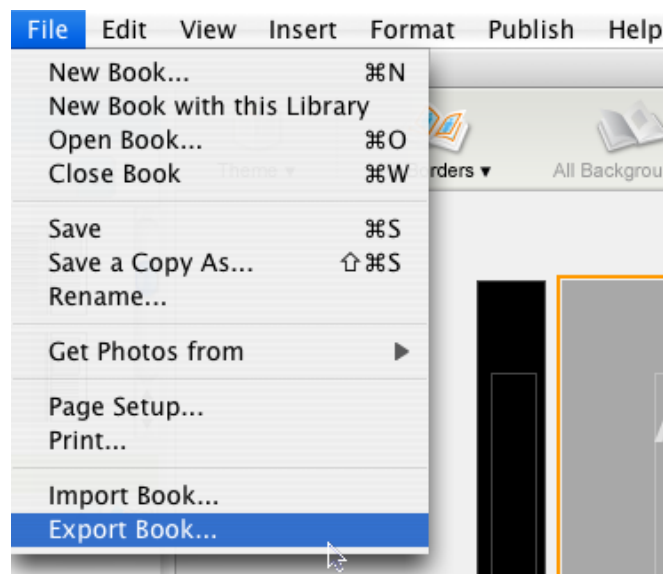 File Edit View Insert Format Publish Help
New Book... ⌘N
New Book with this Library
Open Book... ⌘O
Close Book ⌘W
Theme ▾
rders ▾
All Backgrou
Save ⌘S
Save a Copy As... ⇧⌘S
Rename...
Get Photos from ▶
Page Setup...
Print...
Import Book...
Export Book...